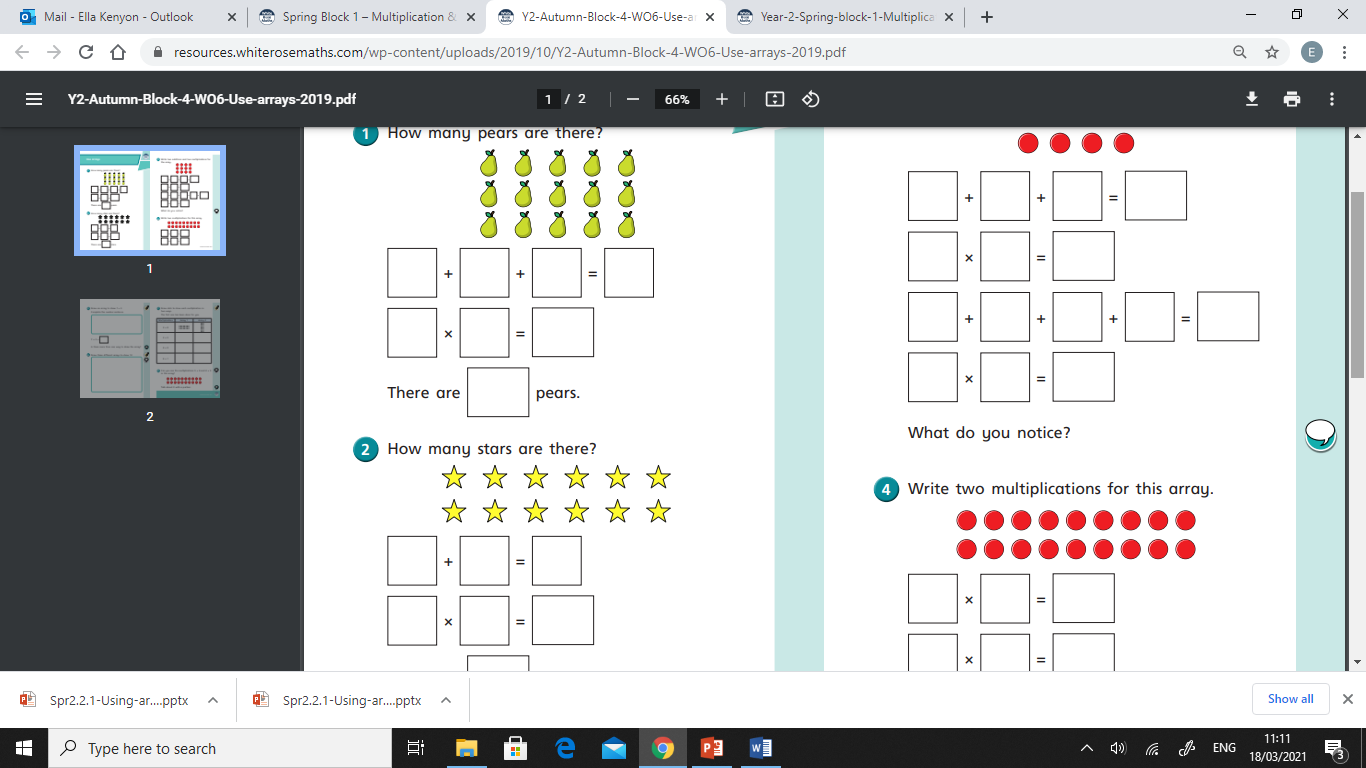 Mail - Ella Kenyon - Outlook
Spring Block 1 – Multiplication &
Y2-Autumn-Block-4-WO6-Use-ar
Year-2-Spring-block-1-Multiplica
resources.whiterosemaths.com/wp-content/uploads/2019/10/Y2-Autumn-Block-4-WO6-Use-arrays-2019.pdf
E
Y2-Autumn-Block-4-WO6-Use-arrays-2019.pdf
1 / 2
66%
1
2
1 How many pears are there?
+ + =
× =
There are pears.
2 How many stars are there?
+ =
× =
+ + =
× =
+ + + =
× =
What do you notice?
4 Write two multiplications for this array.
× =
× =
Spr2.2.1-Using-ar....pptx
Spr2.2.1-Using-ar....pptx
Show all
Type here to search
ENG
11:11
18/03/2021
3